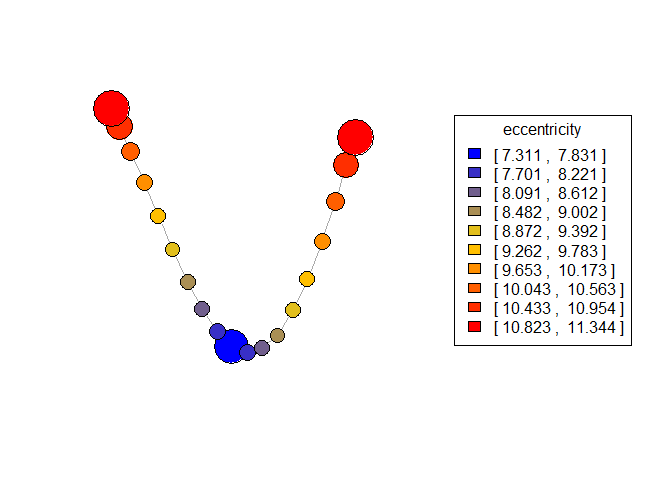 eccentricity
[ 7.311 , 7.831 ]
[ 7.701 , 8.221 ]
[ 8.091 , 8.612 ]
[ 8.482 , 9.002 ]
[ 8.872 , 9.392 ]
[ 9.262 , 9.783 ]
[ 9.653 , 10.173 ]
[ 10.043 , 10.563 ]
[ 10.433 , 10.954 ]
[ 10.823 , 11.344 ]